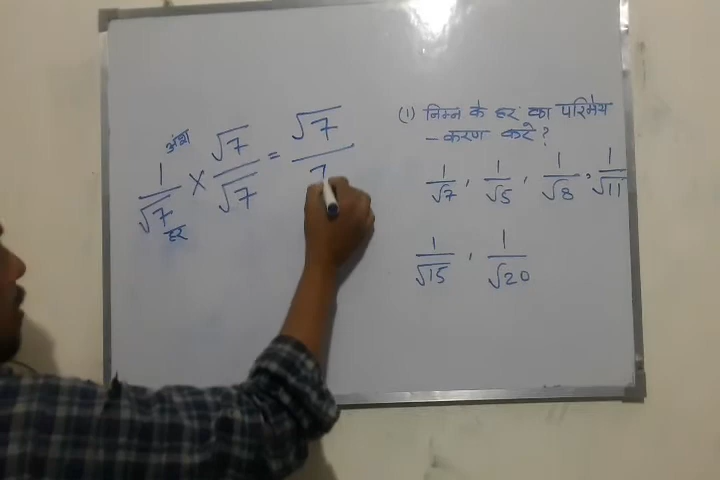 अंश
1/√7 × √7/√7 = √7/7
हर
(1) निम्न के हर का परिमेय
-करण करे?
1/√7 , 1/√5 , 1/√8 , 1/√11
1/√15 , 1/√20